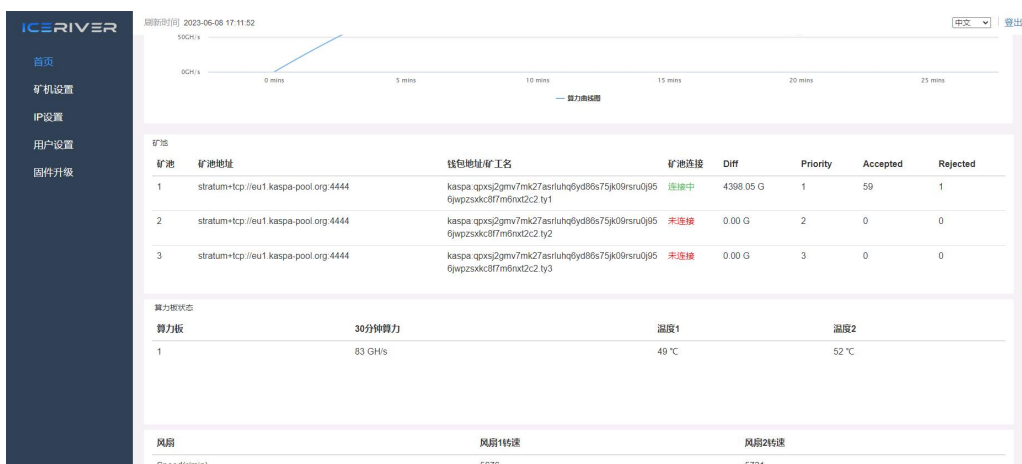 ICERIVER
刷新时间 2023-06-08 17:11:52
中文
登出
首页
矿机设置
IP设置
用户设置
固件升级
50GH/s
0GH/s
0 mins 5 mins 10 mins 15 mins 20 mins 25 mins
算力曲线图
矿池
矿池 矿池地址 钱包地址/矿工名 矿池连接 Diff Priority Accepted Rejected
1 stratum+tcp://eu1.kaspa-pool.org:4444 kaspa:qpxsj2gmv7mk27asrluhq6yd86s75jk09rsru0j95 连接中 4398.05 G 1 59 1
6jwpzsxkc8f7m6nxt2c2.ty1
2 stratum+tcp://eu1.kaspa-pool.org:4444 kaspa:qpxsj2gmv7mk27asrluhq6yd86s75jk09rsru0j95 未连接 0.00 G 2 0 0
6jwpzsxkc8f7m6nxt2c2.ty2
3 stratum+tcp://eu1.kaspa-pool.org:4444 kaspa:qpxsj2gmv7mk27asrluhq6yd86s75jk09rsru0j95 未连接 0.00 G 3 0 0
6jwpzsxkc8f7m6nxt2c2.ty3
算力板状态
算力板 30分钟算力 温度1 温度2
1 83 GH/s 49 ℃ 52 ℃
风扇 风扇1转速 风扇2转速